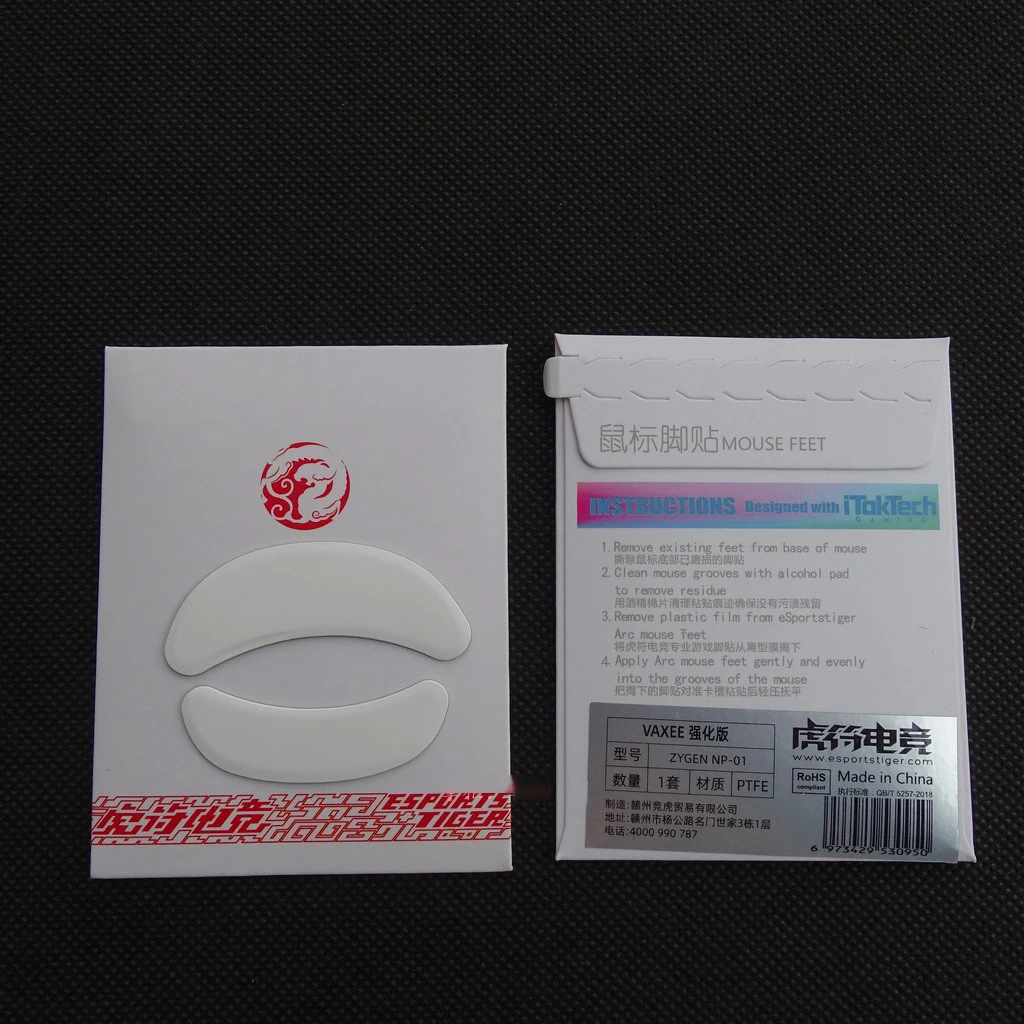 虎符电竞
ESPORTS
TIGER
鼠标脚贴 MOUSE FEET
INSTRUCTIONS Designed with iTakTech
GAMING
1. Remove existing feet from base of mouse
撕除鼠标底部已磨损的脚贴
2. Clean mouse grooves with alcohol pad
to remove residue
用酒精棉片清理粘贴痕迹确保没有污渍残留
3. Remove plastic film from eSportstiger
Arc mouse feet
将虎符电竞专业游戏脚贴从离型膜揭下
4. Apply Arc mouse feet gently and evenly
into the grooves of the mouse
把揭下的脚贴对准卡槽粘贴后轻压抚平
VAXEE 强化版
型号 ZYGEN NP-01
数量 1套 材质 PTFE
虎符电竞
www.esportstiger.com
RoHS
compliant
Made in China
执行标准：QB/T 5257-2018
制造：赣州竞虎贸易有限公司
地址：赣州市杨公路名门世家3栋1层
电话：4000 990 787
6 973429 530950